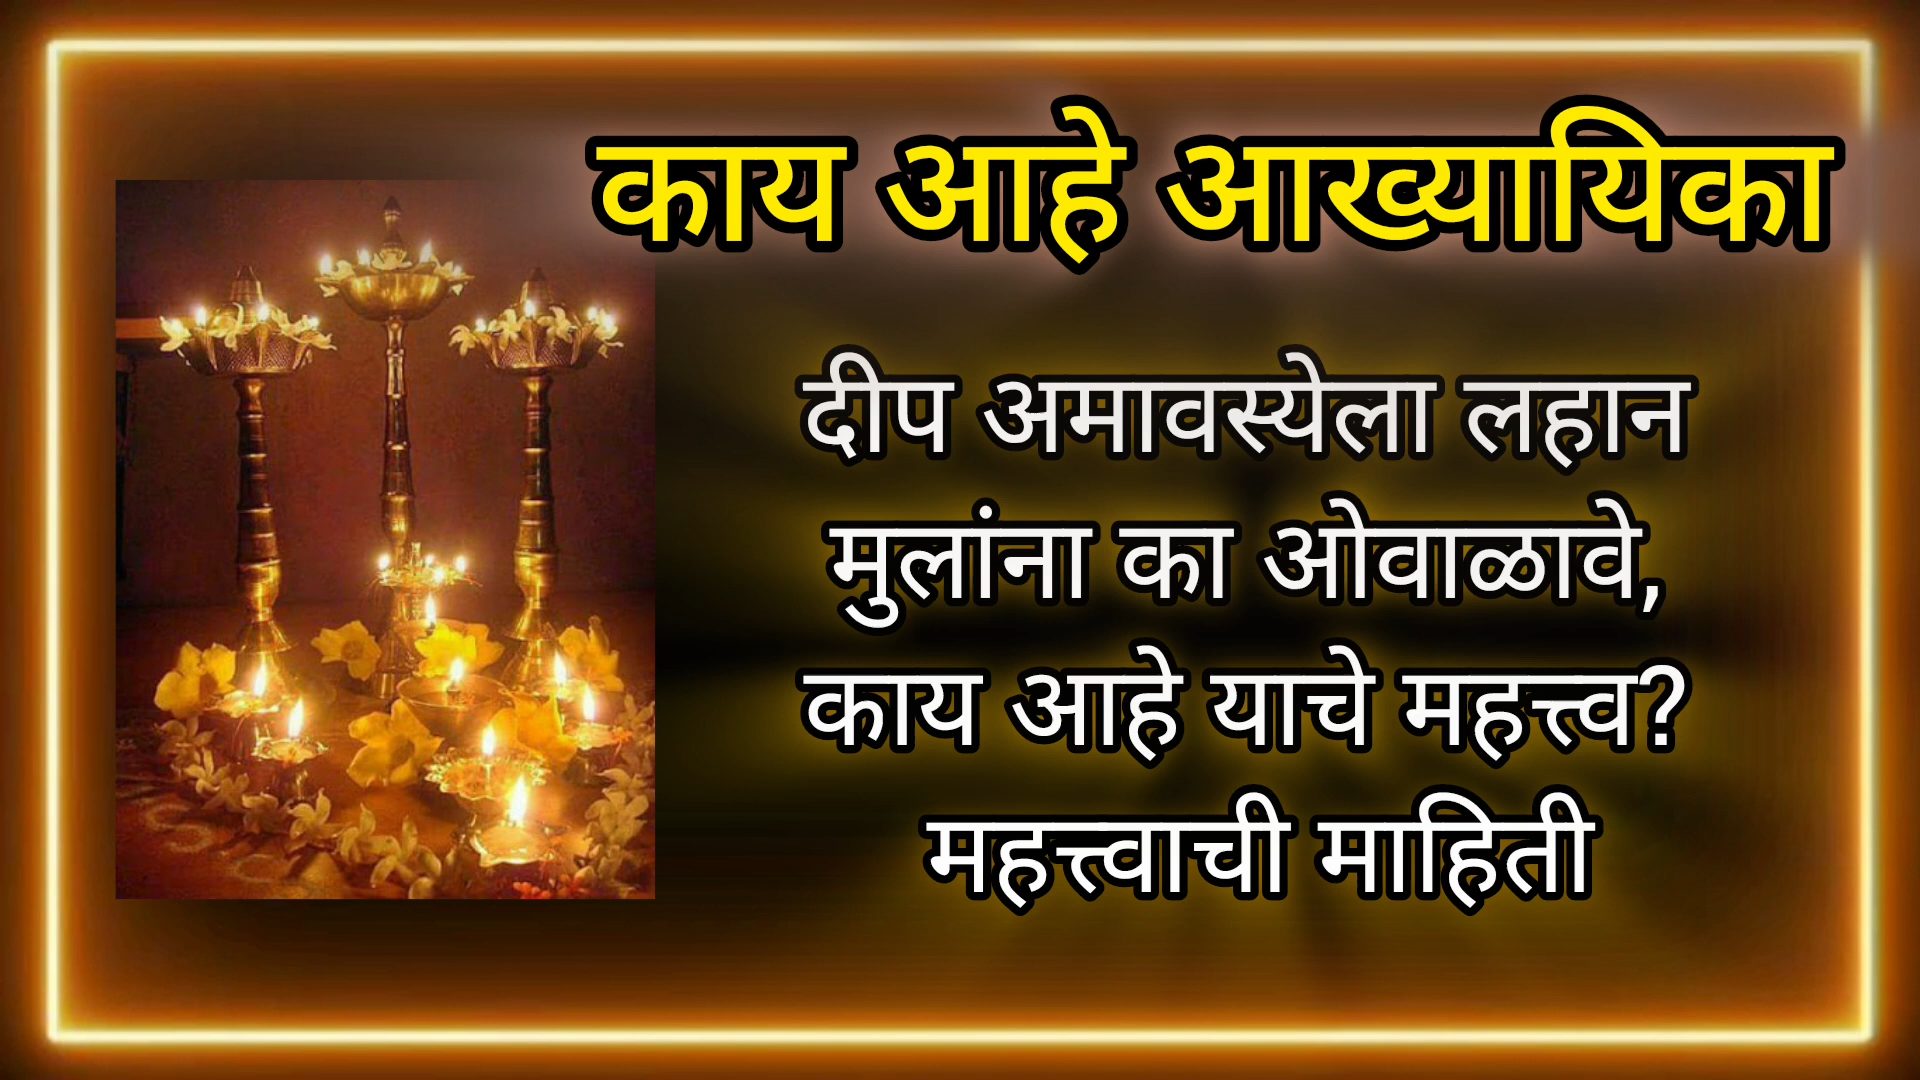 काय आहे आख्यायिका
दीप अमावस्येला लहान
मुलांना का ओवाळावे,
काय आहे याचे महत्त्व?
महत्त्वाची माहिती